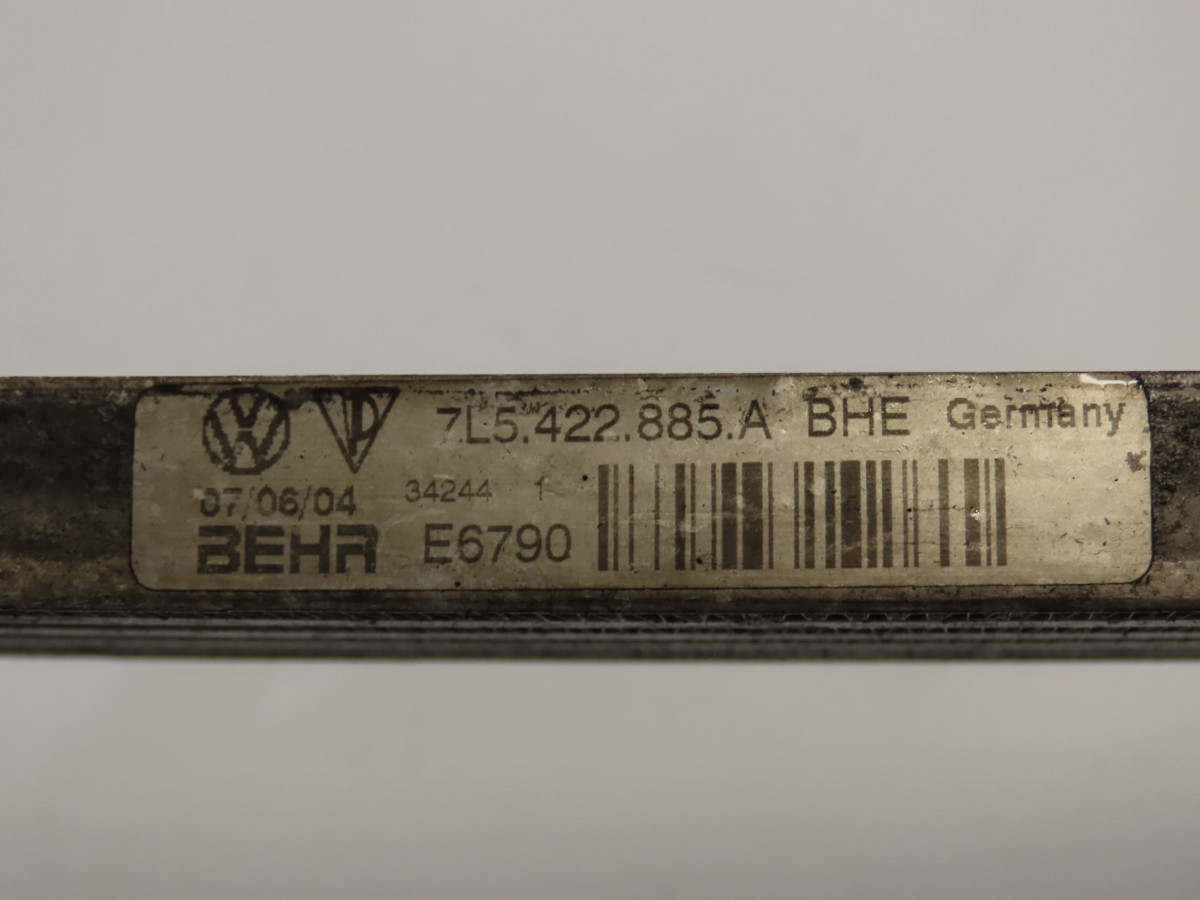 7L5.422.885.A BHE Germany
07/06/04 34244 1
BEHR E6790